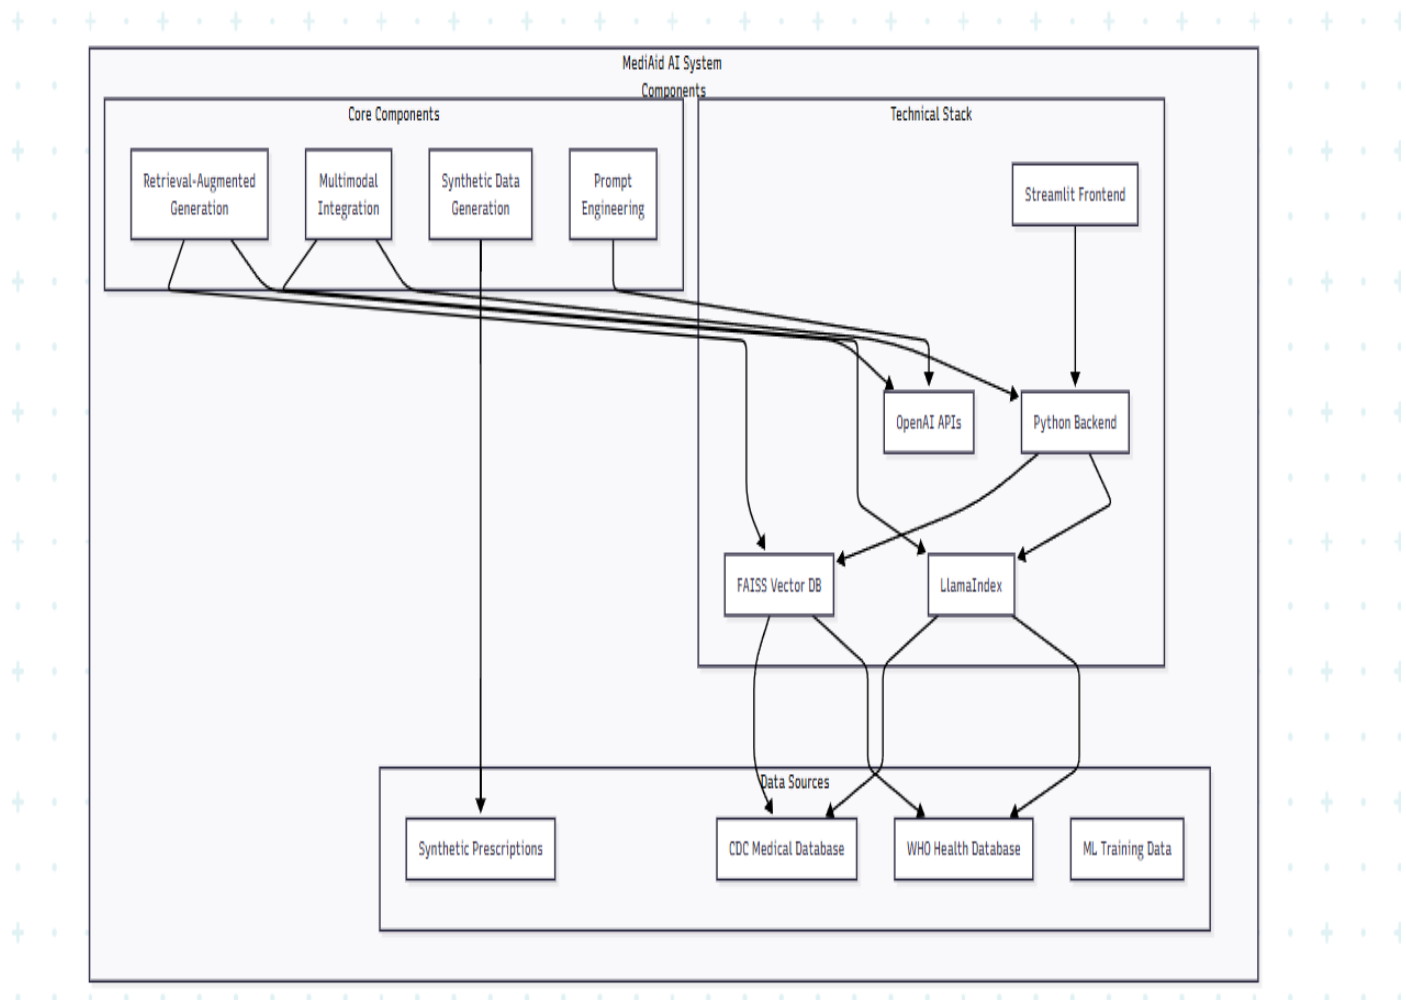 MediAid AI System
Components
Core Components
Technical Stack
Retrieval-Augmented
Generation
Multimodal
Integration
Synthetic Data
Generation
Prompt
Engineering
Streamlit Frontend
OpenAI APIs
Python Backend
FAISS Vector DB
LlamaIndex
Data Sources
Synthetic Prescriptions
CDC Medical Database
WHO Health Database
ML Training Data